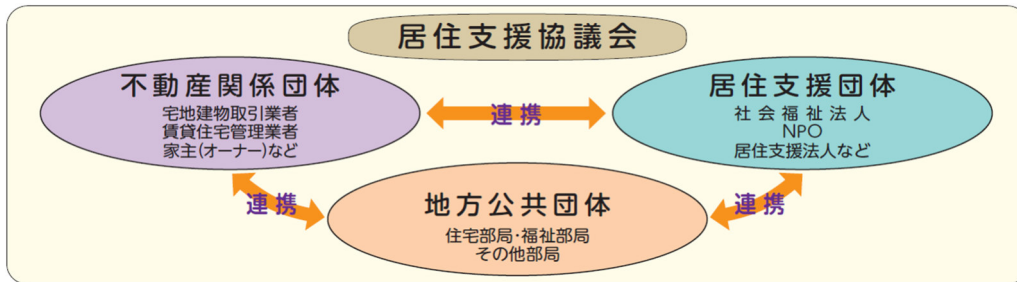 居住支援協議会
不動産関係団体
宅地建物取引業者
賃貸住宅管理業者
家主(オーナー)など
連携
居住支援団体
社会福祉法人
NPO
居住支援法人など
連携
地方公共団体
住宅部局・福祉部局
その他部局
連携